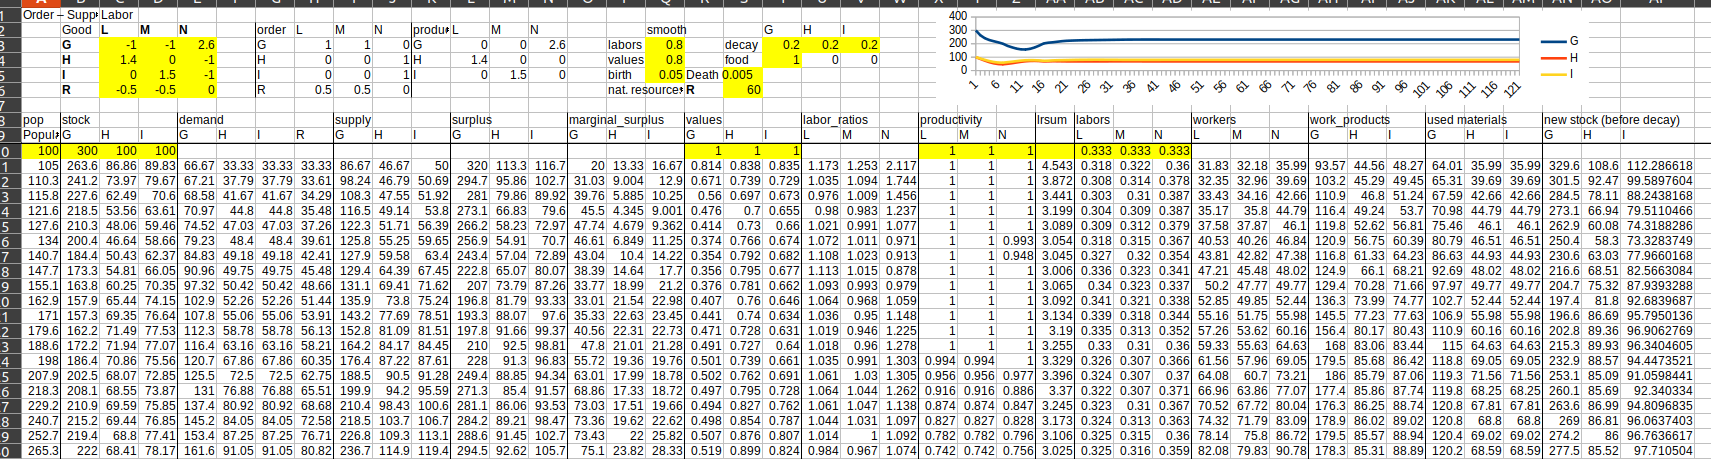 Order – Supp Labor
Good L M N order L M N produc L M N smooth G H I
G -1 -1 2.6 G 1 1 0 G 0 0 2.6 labors 0.8 decay 0.2 0.2 0.2
H 1.4 0 -1 H 0 0 1 H 1.4 0 0 values 0.8 food 1 0 0
I 0 1.5 -1 I 0 0 1 I 0 1.5 0 birth 0.05 Death 0.005
R -0.5 -0.5 0 R 0.5 0.5 0 nat. resource R 60
400
300
200
100
0
1 6 11 16 21 26 31 36 41 46 51 56 61 66 71 76 81 86 91 96 101 106 111 116 121
G
H
I
pop stock demand supply surplus marginal_surplus values labor_ratios productivity lrsum labors workers work_products used materials new stock (before decay)
Popula G H I G H I R G H I G H I G H I G H I L M N L M N L M N L M N G H I G H I G H I
100 300 100 100 1 1 1 1 1 1 0.333 0.333 0.333
105 263.6 86.86 89.83 66.67 33.33 33.33 33.33 86.67 46.67 50 320 113.3 116.7 20 13.33 16.67 0.814 0.838 0.835 1.173 1.253 2.117 1 1 1 4.543 0.318 0.322 0.36 31.83 32.18 35.99 93.57 44.56 48.27 64.01 35.99 35.99 329.6 108.6 112.286618
110.3 241.2 73.97 79.67 67.21 37.79 37.79 33.61 98.24 46.79 50.69 294.7 95.86 102.7 31.03 9.004 12.9 0.671 0.739 0.729 1.035 1.094 1.744 1 1 1 3.872 0.308 0.314 0.378 32.35 32.96 39.69 103.2 45.29 49.45 65.31 39.69 39.69 301.5 92.47 99.5897604
115.8 227.6 62.49 70.6 68.58 41.67 41.67 34.29 108.3 47.55 51.92 281 79.86 89.92 39.76 5.885 10.25 0.56 0.697 0.673 0.976 1.009 1.456 1 1 1 3.441 0.303 0.31 0.387 33.43 34.16 42.66 110.9 46.8 51.24 67.59 42.66 42.66 284.5 78.11 88.2438168
121.6 218.5 53.56 63.61 70.97 44.8 44.8 35.48 116.5 49.14 53.8 273.1 66.83 79.6 45.5 4.345 9.001 0.476 0.7 0.655 0.98 0.983 1.237 1 1 1 3.199 0.304 0.309 0.387 35.17 35.8 44.79 116.4 49.24 53.7 70.98 44.79 44.79 273.1 66.94 79.5110466
127.6 210.3 48.06 59.46 74.52 47.03 47.03 37.26 122.3 51.71 56.39 266.2 58.23 72.97 47.74 4.679 9.362 0.414 0.73 0.66 1.021 0.991 1.077 1 1 1 3.089 0.309 0.312 0.379 37.58 37.87 46.1 119.8 52.62 56.81 75.46 46.1 46.1 262.9 60.08 74.3188286
134 200.4 46.64 58.66 79.23 48.4 48.4 39.61 125.8 55.25 59.65 256.9 54.91 70.7 46.61 6.849 11.25 0.374 0.766 0.674 1.072 1.011 0.971 1 1 0.993 3.054 0.318 0.315 0.367 40.53 40.26 46.84 120.9 56.75 60.39 80.79 46.51 46.51 250.4 58.3 73.3283749
140.7 184.4 50.43 62.37 84.83 49.18 49.18 42.41 127.9 59.58 63.4 243.4 57.04 72.89 43.04 10.4 14.22 0.354 0.792 0.682 1.108 1.023 0.913 1 1 0.948 3.045 0.327 0.32 0.354 43.81 42.82 47.38 116.8 61.33 64.23 86.63 44.93 44.93 230.6 63.03 77.9660168
147.7 173.3 54.81 66.05 90.96 49.75 49.75 45.48 129.4 64.39 67.45 222.8 65.07 80.07 38.39 14.64 17.7 0.356 0.795 0.677 1.113 1.015 0.878 1 1 1 3.006 0.336 0.323 0.341 47.21 45.48 48.02 124.9 66.1 68.21 92.69 48.02 48.02 216.6 68.51 82.5663084
155.1 163.8 60.25 70.35 97.32 50.42 50.42 48.66 131.1 69.41 71.62 207 73.79 87.26 33.77 18.99 21.2 0.376 0.781 0.662 1.093 0.993 0.979 1 1 1 3.065 0.34 0.333 0.337 50.2 47.77 49.77 129.4 70.28 71.66 97.97 49.77 49.77 204.7 75.32 87.9393288
162.9 157.9 65.44 74.15 102.9 52.26 52.26 51.44 135.9 73.8 75.24 196.8 81.79 93.33 33.01 21.54 22.98 0.407 0.76 0.646 1.064 0.968 1.059 1 1 1 3.092 0.341 0.321 0.338 52.85 49.85 52.44 136.3 73.99 74.77 102.7 52.44 52.44 197.4 81.8 92.6839687
171 157.3 69.35 76.64 107.8 55.06 55.06 53.91 143.2 77.69 78.51 193.3 88.07 97.6 35.33 22.63 23.45 0.441 0.74 0.634 1.036 0.95 1.148 1 1 1 3.134 0.339 0.318 0.344 55.16 51.75 55.98 145.5 77.23 77.63 106.9 55.98 55.98 196.6 86.69 95.7950136
179.6 162.2 71.49 77.53 112.3 58.78 58.78 56.13 152.8 81.09 81.51 197.8 91.66 99.37 40.56 22.31 22.73 0.471 0.728 0.631 1.019 0.946 1.225 1 1 1 3.19 0.335 0.313 0.352 57.26 53.62 60.16 156.4 80.17 80.43 110.9 60.16 60.16 202.8 89.36 96.9062769
188.6 172.2 71.94 77.07 116.4 63.16 63.16 58.21 164.2 84.17 84.45 210 92.5 98.81 47.8 21.01 21.28 0.491 0.727 0.64 1.018 0.96 1.278 1 1 1 3.255 0.33 0.31 0.36 59.33 55.63 64.63 168 83.06 83.44 115 64.63 64.63 215.3 89.93 96.3404605
198 186.4 70.86 75.56 120.7 67.86 67.86 60.35 176.4 87.22 87.61 228 91.3 96.83 55.72 19.36 19.76 0.501 0.739 0.661 1.035 0.991 1.303 0.994 0.994 1 3.329 0.326 0.307 0.366 61.56 57.96 69.05 179.5 85.68 86.42 118.8 69.05 69.05 232.9 88.57 94.4473521
207.9 202.5 68.07 72.85 125.5 72.5 72.5 62.75 188.5 90.5 91.28 249.4 88.85 94.34 63.01 17.99 18.78 0.502 0.762 0.691 1.061 1.03 1.305 0.956 0.956 0.977 3.396 0.324 0.307 0.37 64.08 60.7 73.21 186 85.79 87.06 119.3 71.56 71.56 253.1 85.09 91.0598441
218.3 208.1 68.55 73.87 131 76.88 76.88 65.51 199.9 94.2 95.59 271.3 85.4 91.57 68.86 17.33 18.72 0.497 0.795 0.728 1.064 1.044 1.262 0.916 0.916 0.886 3.37 0.322 0.307 0.371 66.96 63.86 77.07 177.4 85.86 87.74 119.8 68.25 68.25 260.1 85.69 92.340334
229.2 210.9 69.59 75.85 137.4 80.92 80.92 68.68 210.4 98.43 100.6 281.1 86.06 93.53 73.03 17.51 19.66 0.494 0.827 0.762 1.061 1.047 1.138 0.874 0.874 0.847 3.245 0.323 0.31 0.367 70.52 67.72 80.04 176.3 86.25 88.74 120.8 67.81 67.81 263.6 86.99 94.8096835
240.7 215.2 69.44 76.85 145.2 84.05 84.05 72.58 218.5 103.7 106.7 284.2 89.21 98.47 73.36 19.62 22.62 0.498 0.854 0.787 1.044 1.031 1.097 0.827 0.827 0.828 3.173 0.324 0.313 0.363 74.32 71.79 83.09 178.9 86.02 89.02 120.8 68.8 68.8 269 86.81 96.0637403
252.7 219.4 68.8 77.41 153.4 87.25 87.25 76.71 226.8 109.3 113.1 288.6 91.45 102.7 73.43 22 25.82 0.507 0.876 0.807 1.014 1 1.092 0.782 0.782 0.796 3.106 0.325 0.315 0.36 78.14 75.8 86.72 179.5 85.57 88.94 120.4 69.02 69.02 274.2 86 96.7636617
265.3 222 68.41 78.17 161.6 91.05 91.05 80.82 236.7 114.9 119.4 294.5 92.62 105.7 75.1 23.82 28.33 0.519 0.899 0.824 0.984 0.967 1.074 0.742 0.742 0.756 3.025 0.325 0.316 0.359 82.08 79.83 90.78 178.3 85.31 88.89 120.2 68.59 68.59 277.5 85.52 97.710504